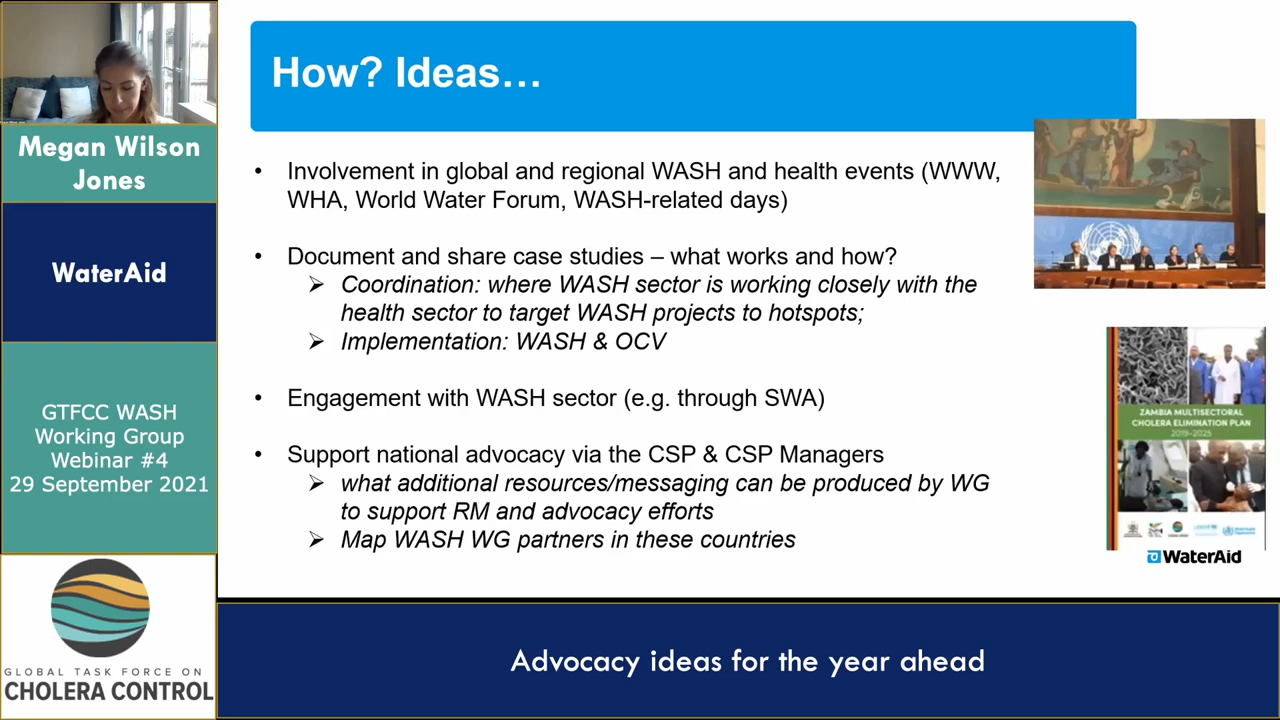 Megan Wilson
Jones
WaterAid
GTFCC WASH
Working Group
Webinar #4
29 September 2021
GLOBAL TASK FORCE ON
CHOLERA CONTROL
How? Ideas…
• Involvement in global and regional WASH and health events (WWW,
WHA, World Water Forum, WASH-related days)
• Document and share case studies – what works and how?
➢ Coordination: where WASH sector is working closely with the
health sector to target WASH projects to hotspots;
➢ Implementation: WASH & OCV
• Engagement with WASH sector (e.g. through SWA)
• Support national advocacy via the CSP & CSP Managers
➢ what additional resources/messaging can be produced by WG
to support RM and advocacy efforts
➢ Map WASH WG partners in these countries
ZAMBIA MULTISECTORAL
CHOLERA ELIMINATION PLAN
2019-2025
WaterAid
Advocacy ideas for the year ahead